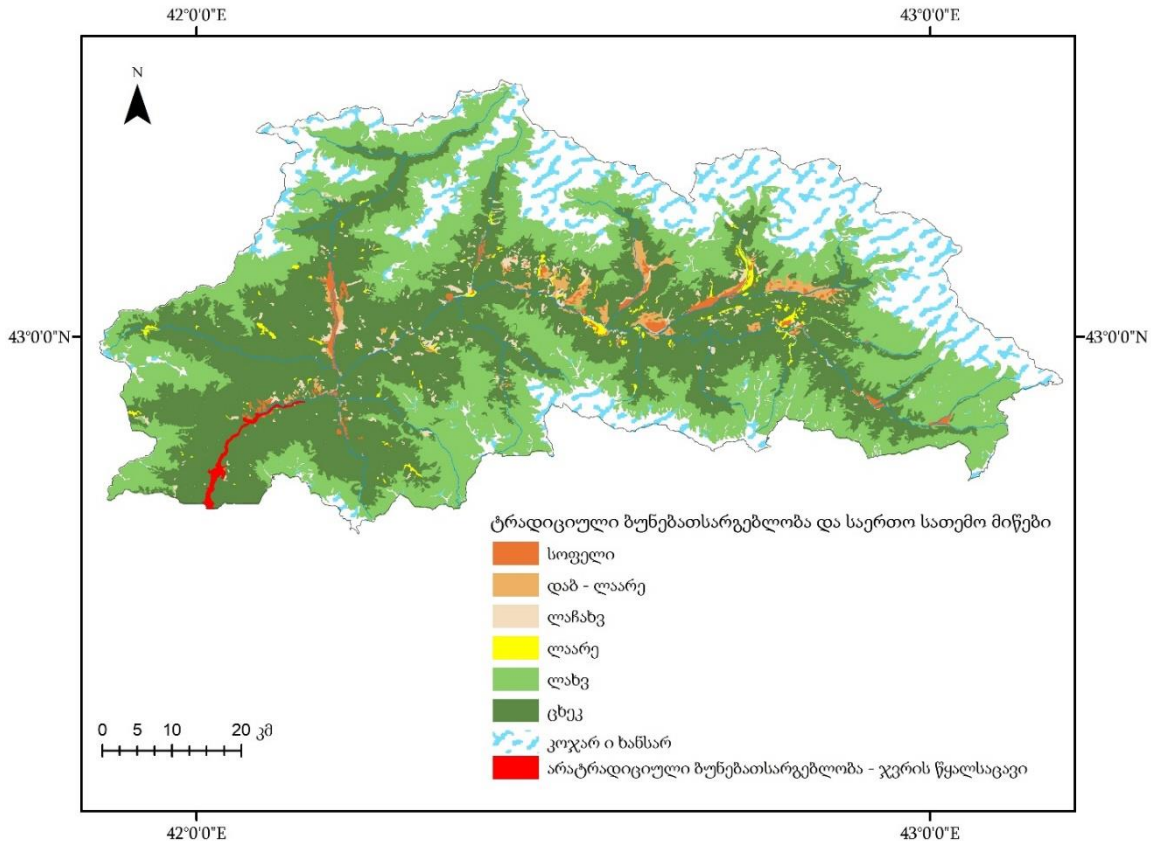 42°0'0"E 43°0'0"E
N
43°0'0"N 43°0'0"N
ტრადიციული ბუნებათსარგებლობა და საერთო სათემო მიწები
სოფელი
დაბ - ლაარე
ლაჩახვ
ლაარე
ლახვ
ცხეკ
კოჯარ ი ხანსარ
არატრადიციული ბუნებათსარგებლობა - ჯვრის წყალსაცავი
0 5 10 20 კმ
42°0'0"E 43°0'0"E